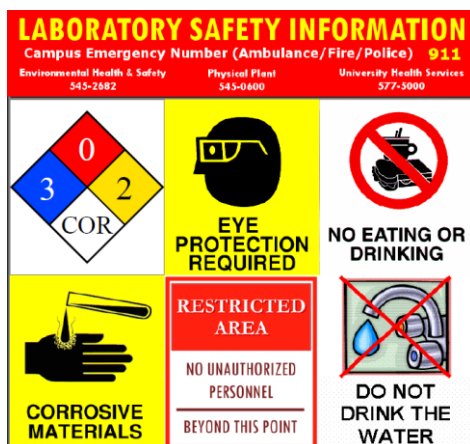 LABORATORY SAFETY INFORMATION
Campus Emergency Number (Ambulance/Fire/Police) 911
Environmental Health & Safety Physical Plant University Health Services
545-2682 545-0600 577-5000
0
3 2
COR
EYE
PROTECTION
REQUIRED
NO EATING OR
DRINKING
CORROSIVE
MATERIALS
RESTRICTED
AREA
NO UNAUTHORIZED
PERSONNEL
BEYOND THIS POINT
DO NOT
DRINK THE
WATER